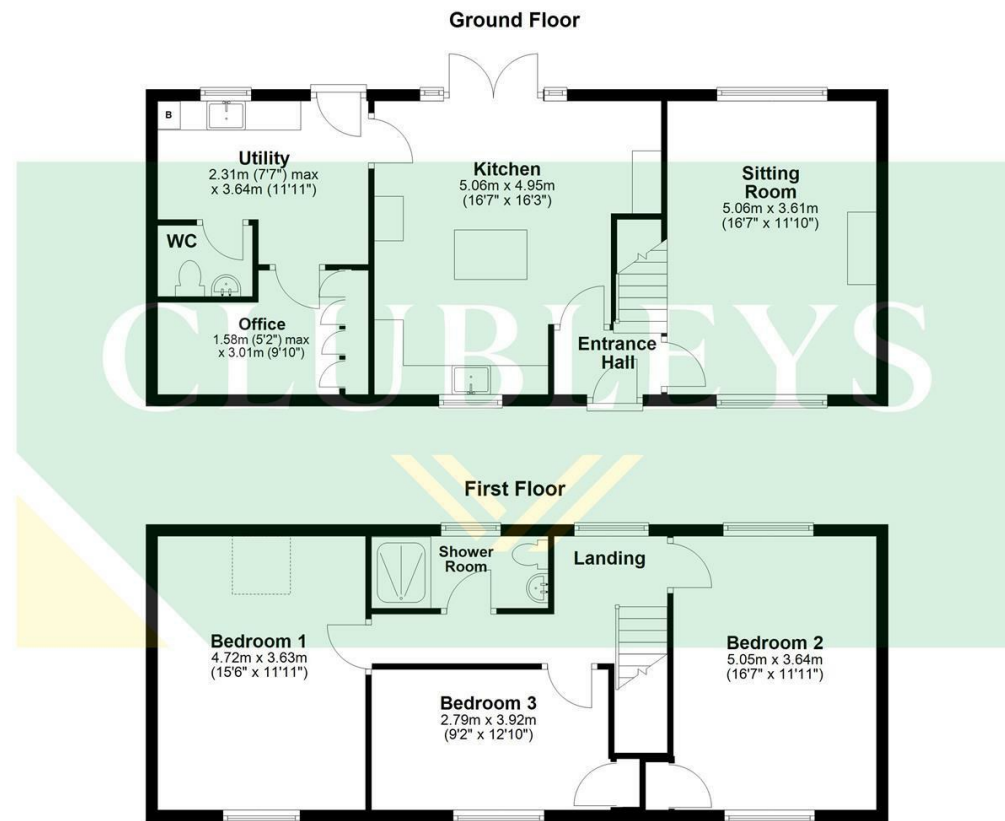 Ground Floor
B
Utility
2.31m (7'7") max
x 3.64m (11'11")
Kitchen
5.06m x 4.95m
(16'7" x 16'3")
Sitting
Room
5.06m x 3.61m
(16'7" x 11'10")
WC
Office
1.58m (5'2") max
x 3.01m (9'10")
Entrance
Hall
CLUBLEYS
First Floor
Shower
Room
Landing
Bedroom 1
4.72m x 3.63m
(15'6" x 11'11")
Bedroom 2
5.05m x 3.64m
(16'7" x 11'11")
Bedroom 3
2.79m x 3.92m
(9'2" x 12'10")